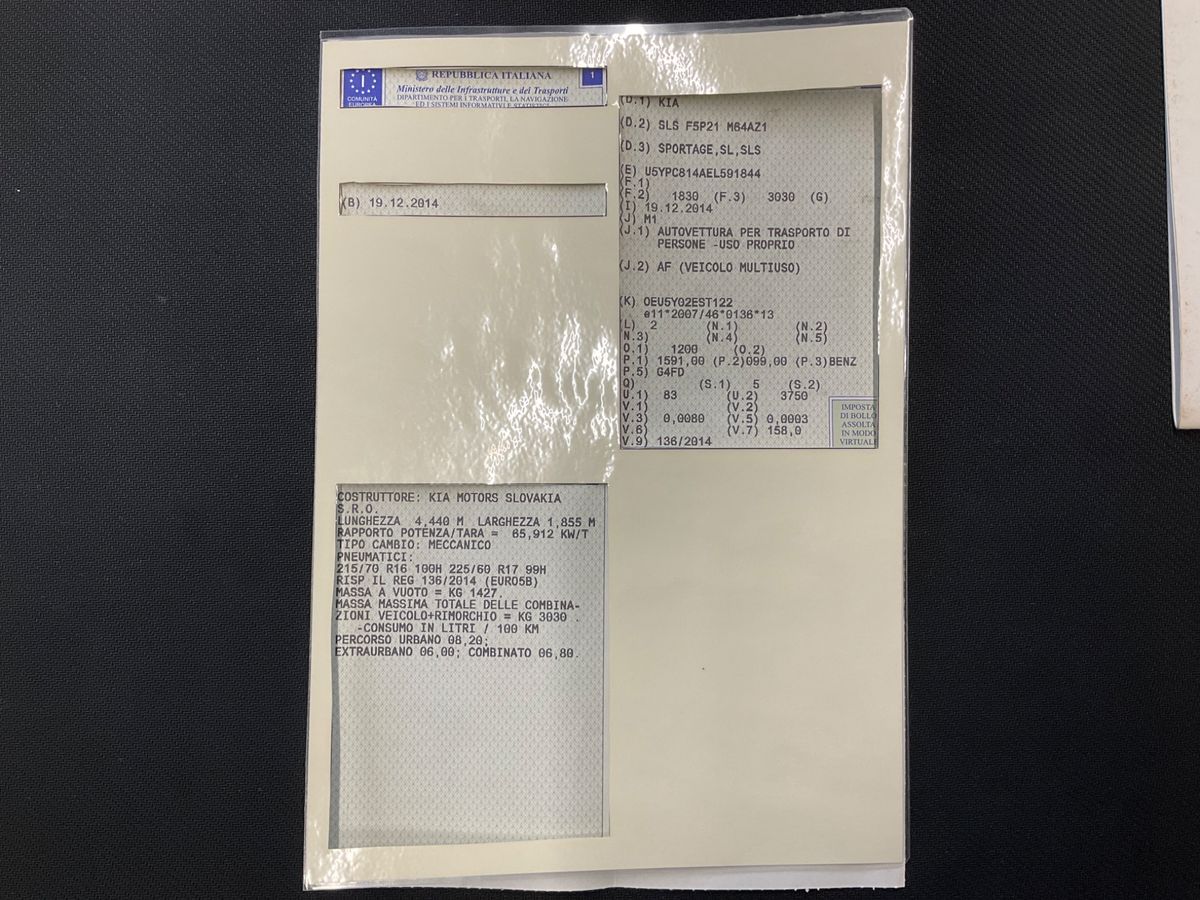 COMUNITÀ
EUROPEA
REPUBBLICA ITALIANA
1
Ministero delle Infrastrutture e dei Trasporti
DIPARTIMENTO PER I TRASPORTI, LA NAVIGAZIONE
ED I SISTEMI INFORMATIVI E STATISTICI
(B) 19.12.2014
(D.1) KIA
(D.2) SLS F5P21 M64AZ1
(D.3) SPORTAGE,SL,SLS
(E) U5YPC814AEL591844
(F.1)
(F.2) 1830 (F.3) 3030 (G)
(I) 19.12.2014
(J) M1
(J.1) AUTOVETTURA PER TRASPORTO DI
PERSONE -USO PROPRIO
(J.2) AF (VEICOLO MULTIUSO)
(K) OEU5Y02EST122
e11*2007/46*0136*13
(L) 2 (N.1) (N.2)
N.3) (N.4) (N.5)
O.1) 1200 (O.2)
P.1) 1591,00 (P.2)099,00 (P.3)BENZ
P.5) G4FD
Q) (S.1) 5 (S.2)
U.1) 83 (U.2) 3750
V.1) (V.2)
V.3) 0,0080 (V.5) 0,0003
V.6) (V.7) 158,0
V.9) 136/2014
IMPOSTA
DI BOLLO
ASSOLTA
IN MODO
VIRTUALE
COSTRUTTORE: KIA MOTORS SLOVAKIA
S.R.O.
LUNGHEZZA 4,440 M LARGHEZZA 1,855 M
RAPPORTO POTENZA/TARA = 65,912 KW/T
TIPO CAMBIO: MECCANICO
PNEUMATICI:
215/70 R16 100H 225/60 R17 99H
RISP IL REG 136/2014 (EURO5B)
MASSA A VUOTO = KG 1427.
MASSA MASSIMA TOTALE DELLE COMBINA-
ZIONI VEICOLO+RIMORCHIO = KG 3030 .
-CONSUMO IN LITRI / 100 KM
PERCORSO URBANO 08,20;
EXTRAURBANO 06,00; COMBINATO 06,80.